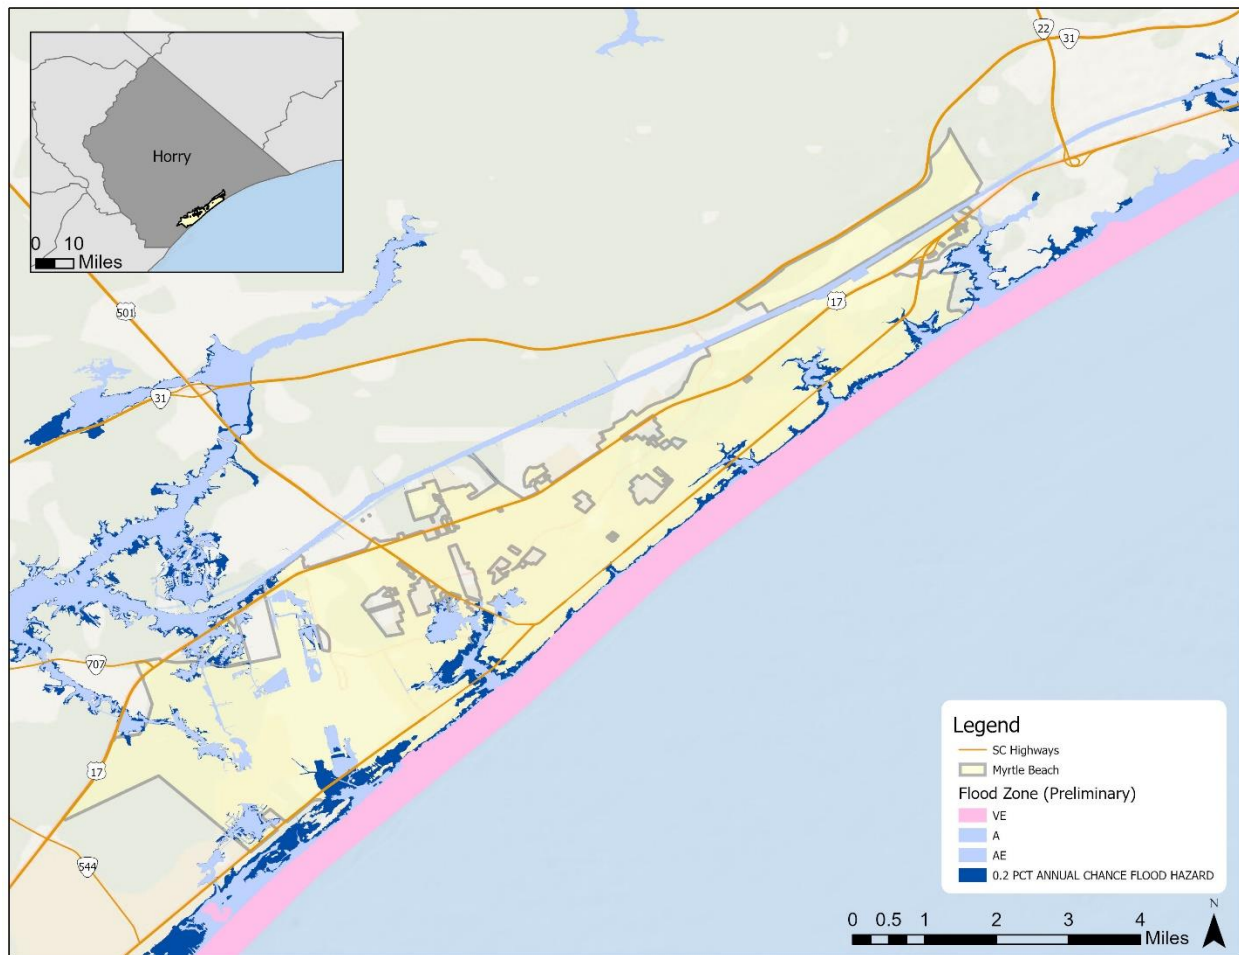 22
31
Horry
0 10
Miles
501
17
31
707
17
544
Legend
SC Highways
Myrtle Beach
Flood Zone (Preliminary)
VE
A
AE
0.2 PCT ANNUAL CHANCE FLOOD HAZARD
N
0 0.5 1 2 3 4
Miles